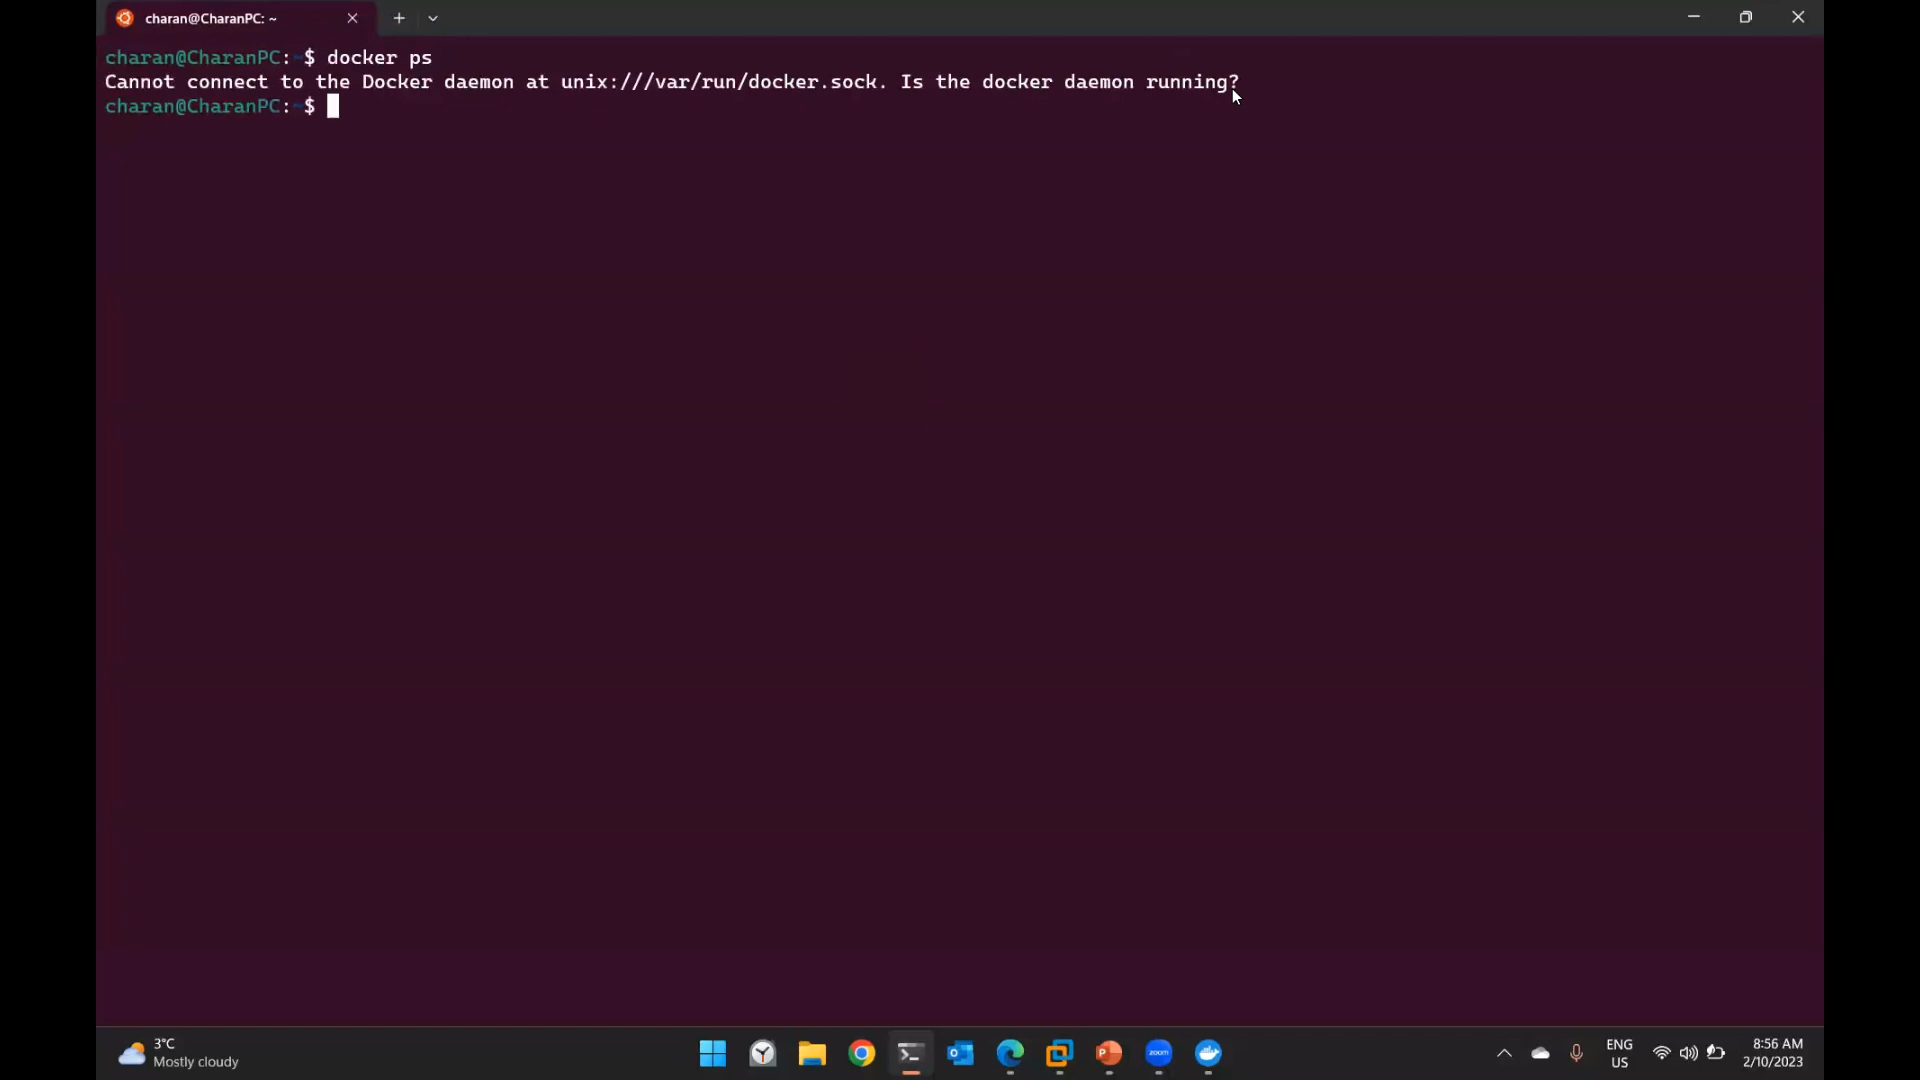 charan@CharanPC: ~
charan@CharanPC:~$ docker ps
Cannot connect to the Docker daemon at unix:///var/run/docker.sock. Is the docker daemon running?
charan@CharanPC:~$
3°C
Mostly cloudy
zoom
ENG
US
8:56 AM
2/10/2023